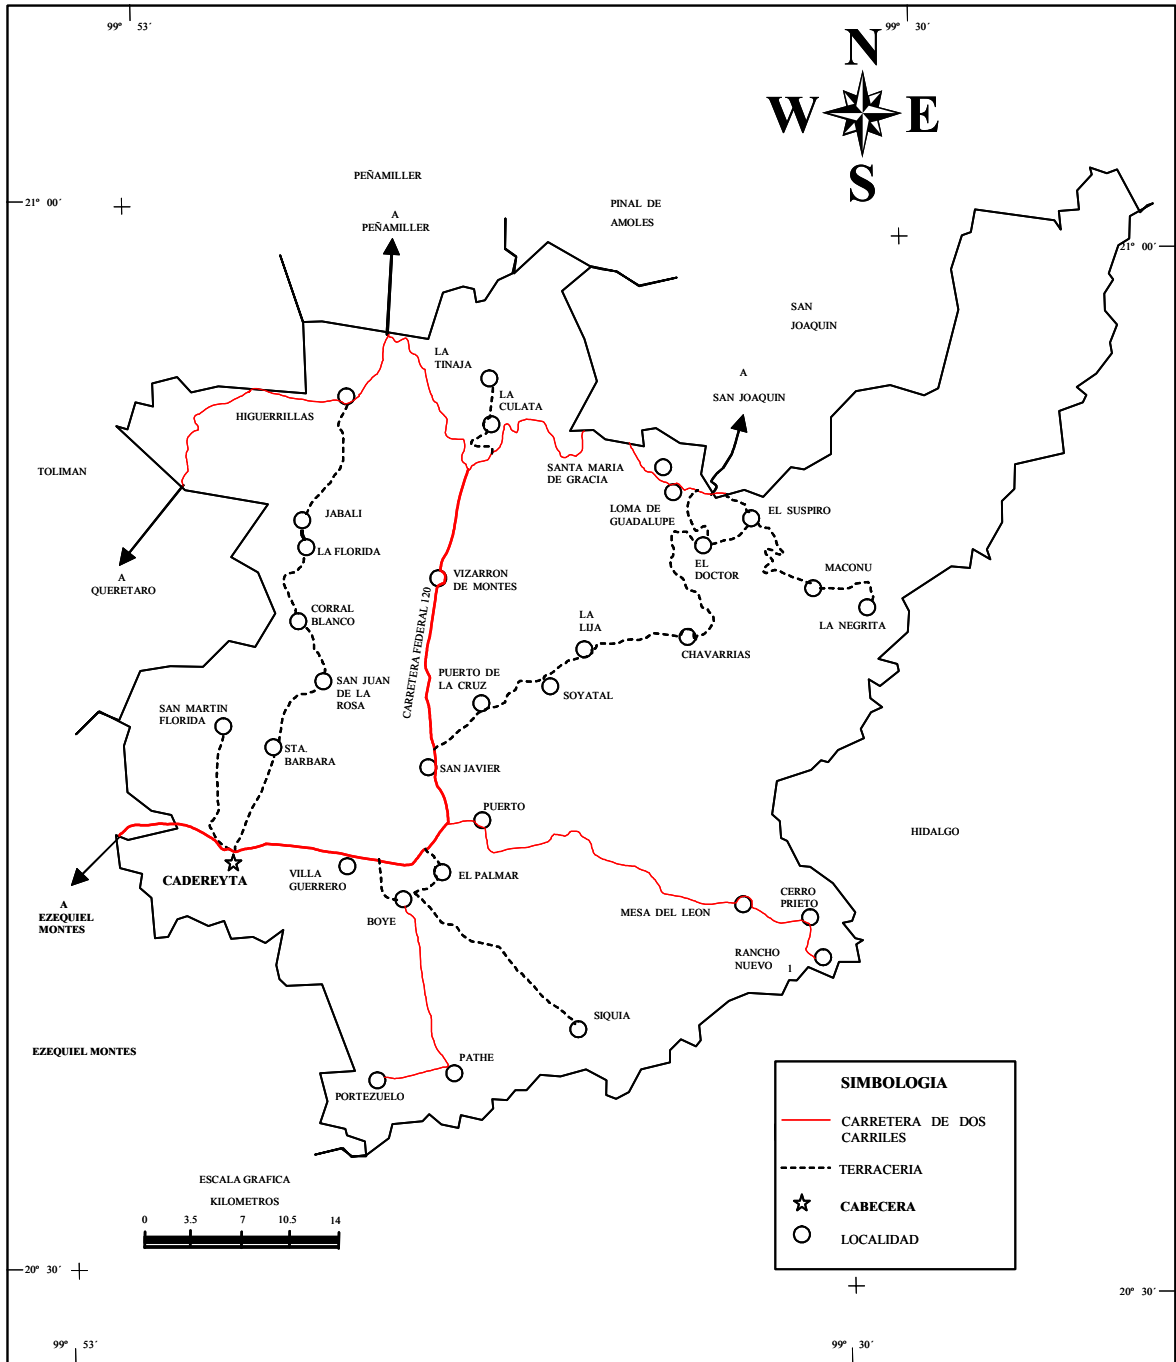 99° 53´
99° 30´
N
W E
S
PEÑAMILLER
21° 00´
PINAL DE
AMOLES
A
PEÑAMILLER
21° 00´
SAN
JOAQUIN
LA
TINAJA
A
SAN JOAQUIN
LA
CULATA
HIGUERRILLAS
TOLIMAN
SANTA MARIA
DE GRACIA
LOMA DE
GUADALUPE
EL SUSPIRO
JABALI
LA FLORIDA
EL
DOCTOR
A
QUERETARO
VIZARRON
DE MONTES
MACONU
LA NEGRITA
CORRAL
BLANCO
CARRETERA FEDERAL 120
LA
LIJA
CHAVARRIAS
SAN JUAN
DE LA
ROSA
PUERTO DE
LA CRUZ
SOYATAL
SAN MARTIN
FLORIDA
STA.
BARBARA
SAN JAVIER
PUERTO
HIDALGO
CADEREYTA
VILLA
GUERRERO
EL PALMAR
A
EZEQUIEL
MONTES
BOYE
MESA DEL LEON
CERRO
PRIETO
RANCHO
NUEVO 1
SIQUIA
EZEQUIEL MONTES
PATHE
PORTEZUELO
SIMBOLOGIA
CARRETERA DE DOS
CARRILES
TERRACERIA
CABECERA
LOCALIDAD
ESCALA GRAFICA
KILOMETROS
0 3.5 7 10.5 14
20° 30´
20° 30´
99° 53´
99° 30´